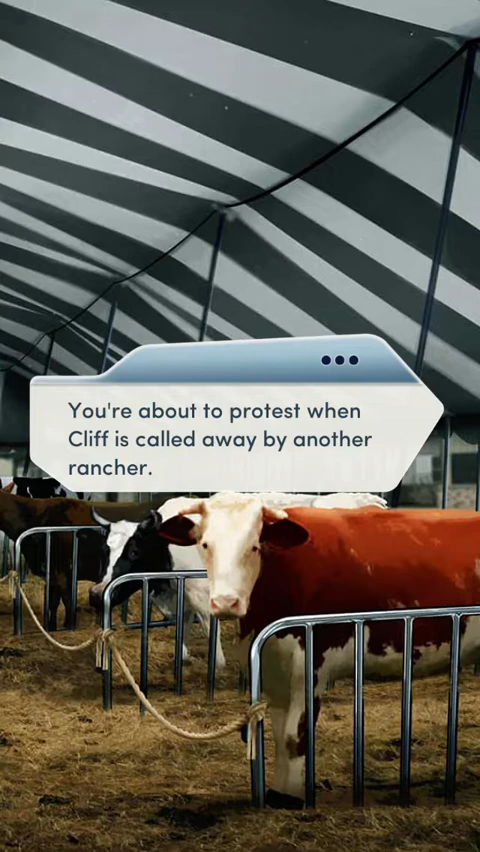 You're about to protest when
Cliff is called away by another
rancher.